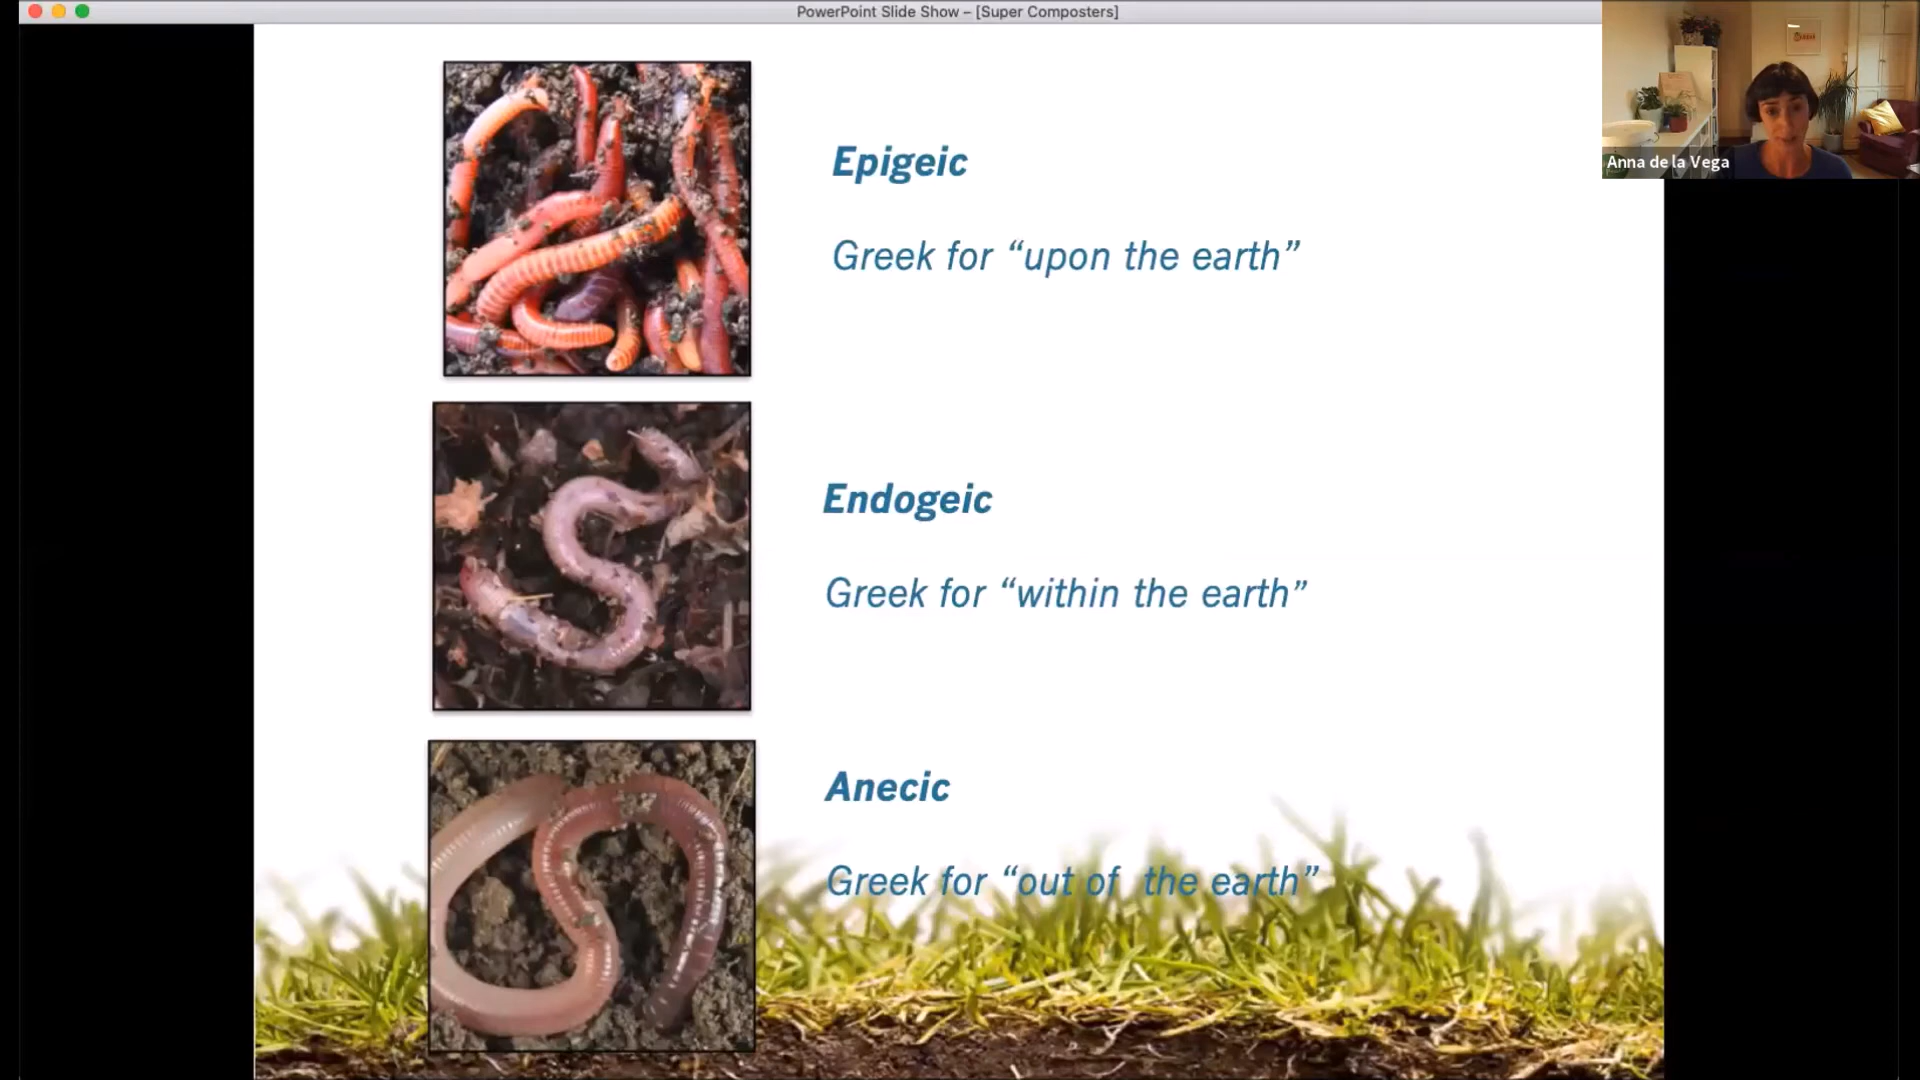 PowerPoint Slide Show – [Super Composters]
Anna de la Vega
Epigeic
Greek for “upon the earth”
Endogeic
Greek for “within the earth”
Anecic
Greek for “out of the earth”